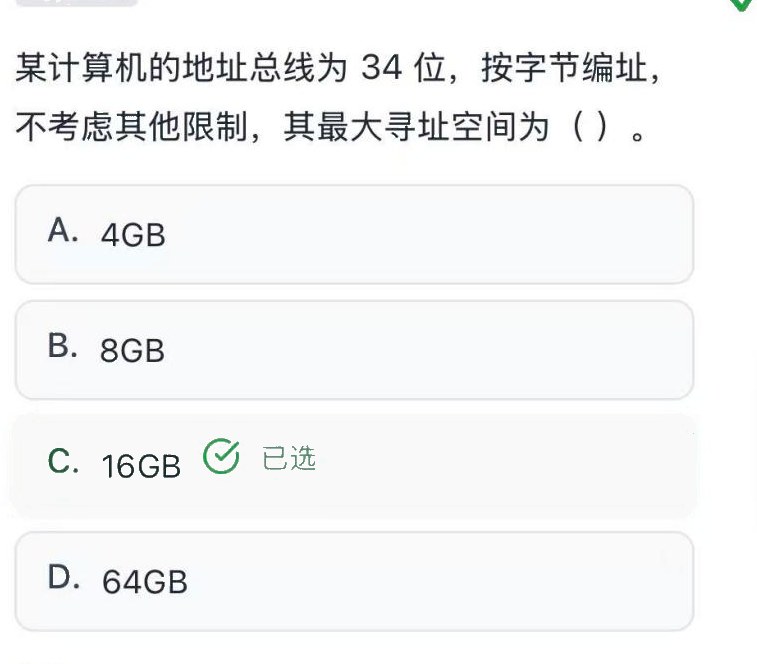 某计算机的地址总线为 34 位，按字节编址，
不考虑其他限制，其最大寻址空间为（ ）。
A. 4GB
B. 8GB
C. 16GB 已选
D. 64GB